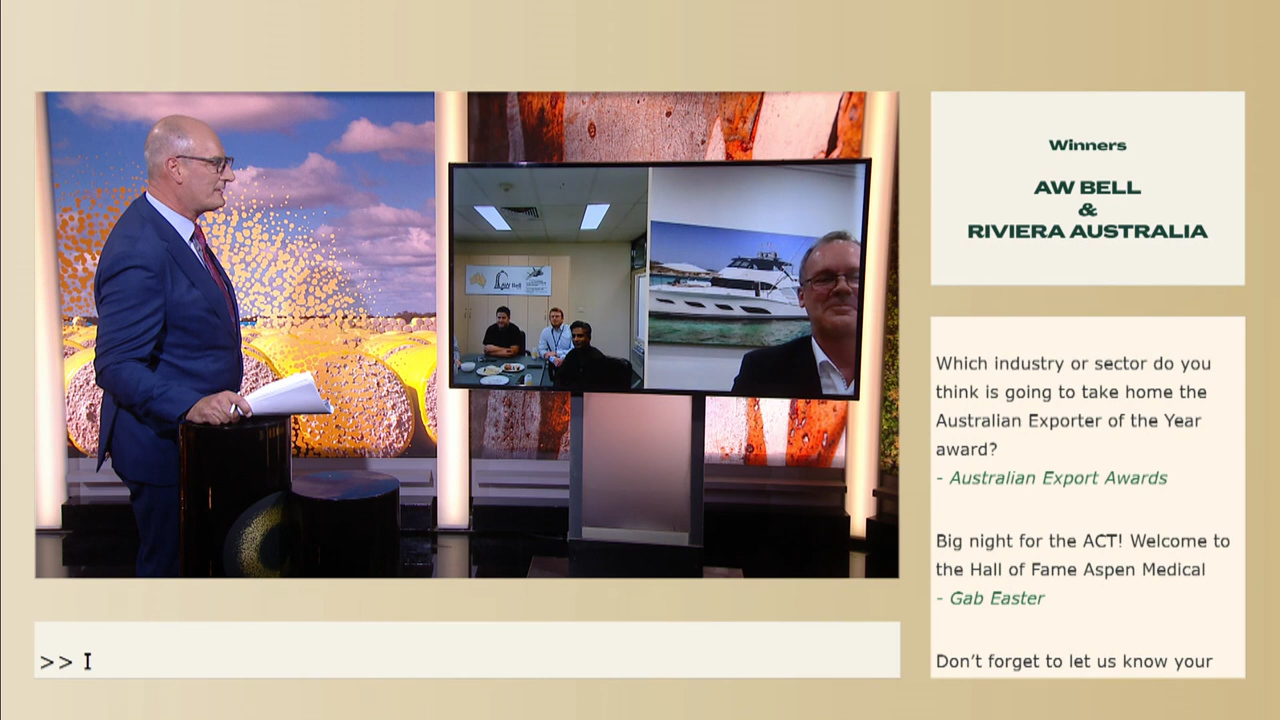 Winners
AW BELL
&
RIVIERA AUSTRALIA
Which industry or sector do you
think is going to take home the
Australian Exporter of the Year
award?
- Australian Export Awards
Big night for the ACT! Welcome to
the Hall of Fame Aspen Medical
- Gab Easter
Don’t forget to let us know your
>> I